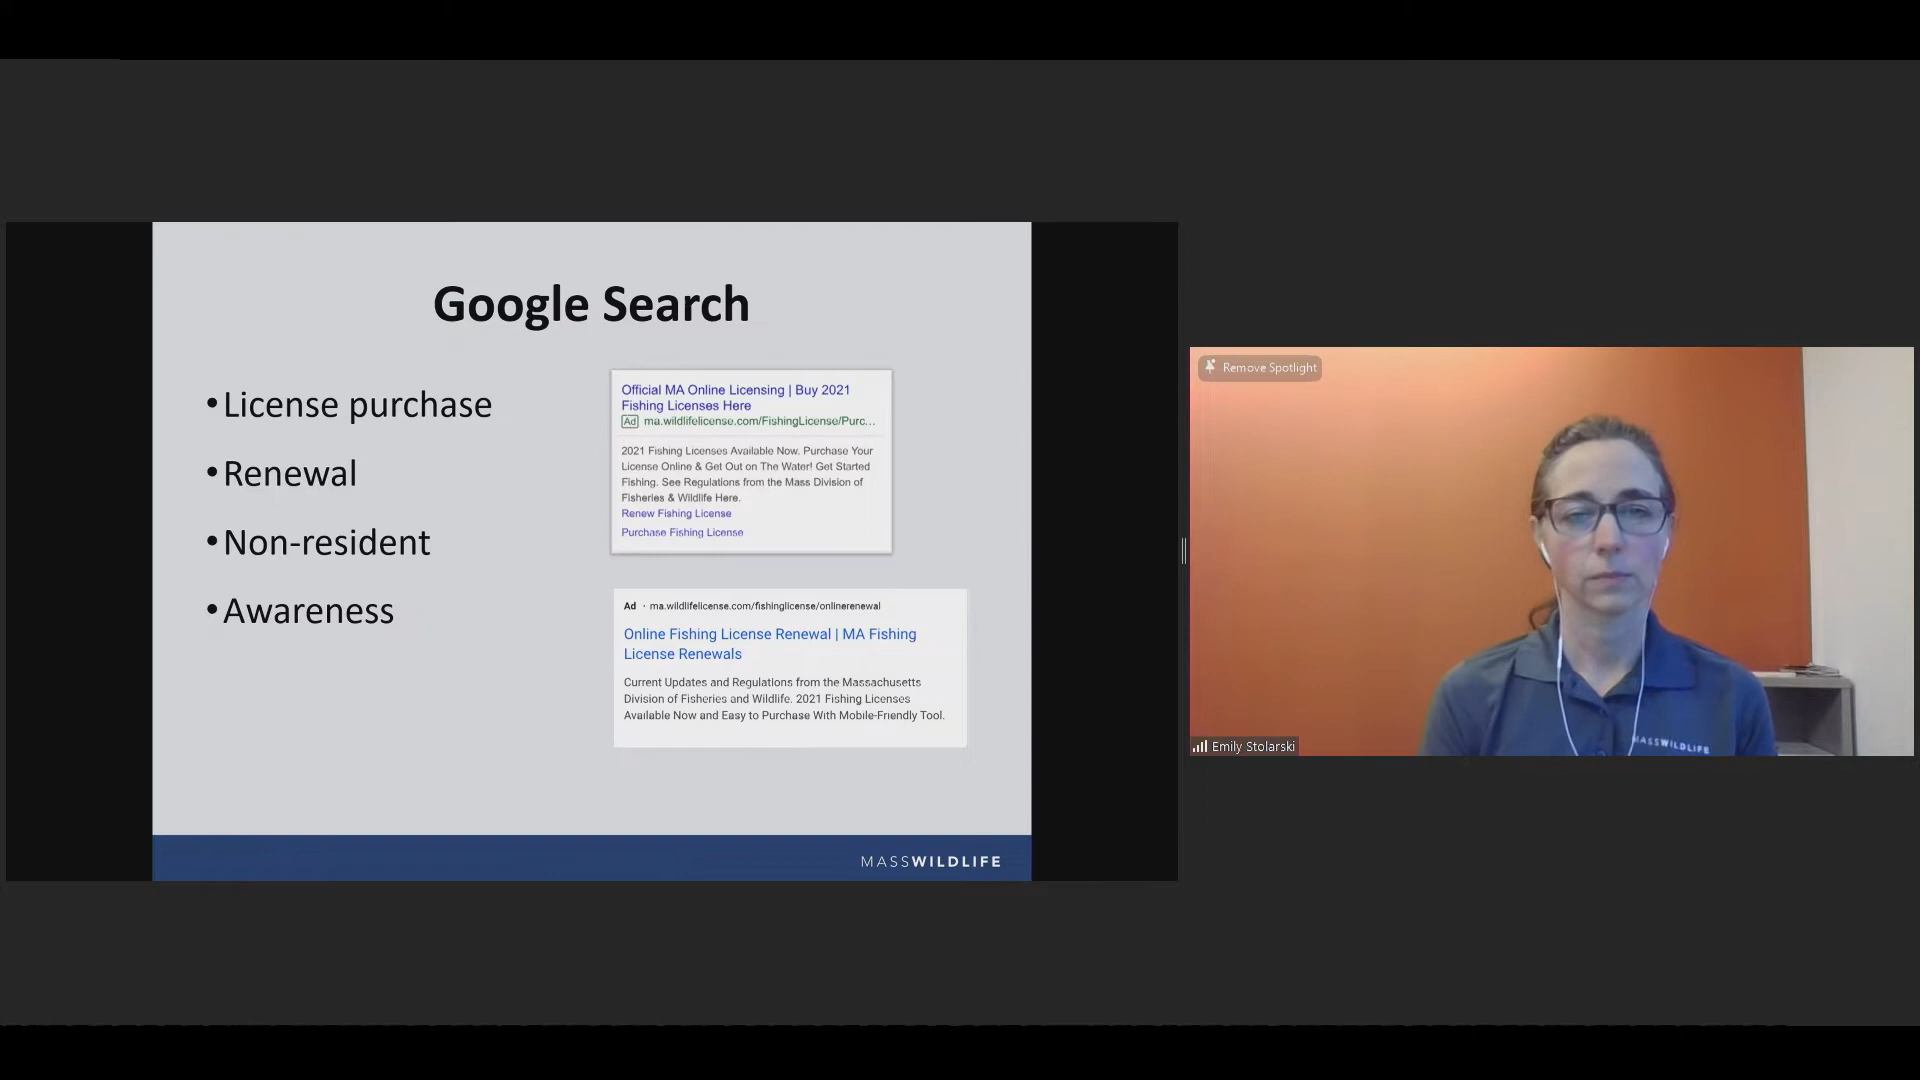 Google Search
•License purchase
•Renewal
•Non-resident
•Awareness
Official MA Online Licensing | Buy 2021
Fishing Licenses Here
Ad ma.wildlifelicense.com/FishingLicense/Purc...
2021 Fishing Licenses Available Now. Purchase Your
License Online & Get Out on The Water! Get Started
Fishing. See Regulations from the Mass Division of
Fisheries & Wildlife Here.
Renew Fishing License
Purchase Fishing License
Ad · ma.wildlifelicense.com/fishinglicense/onlinerenewal
Online Fishing License Renewal | MA Fishing
License Renewals
Current Updates and Regulations from the Massachusetts
Division of Fisheries and Wildlife. 2021 Fishing Licenses
Available Now and Easy to Purchase With Mobile-Friendly Tool.
MASSWILDLIFE
Remove Spotlight
MASSWILDLIFE
Emily Stolarski